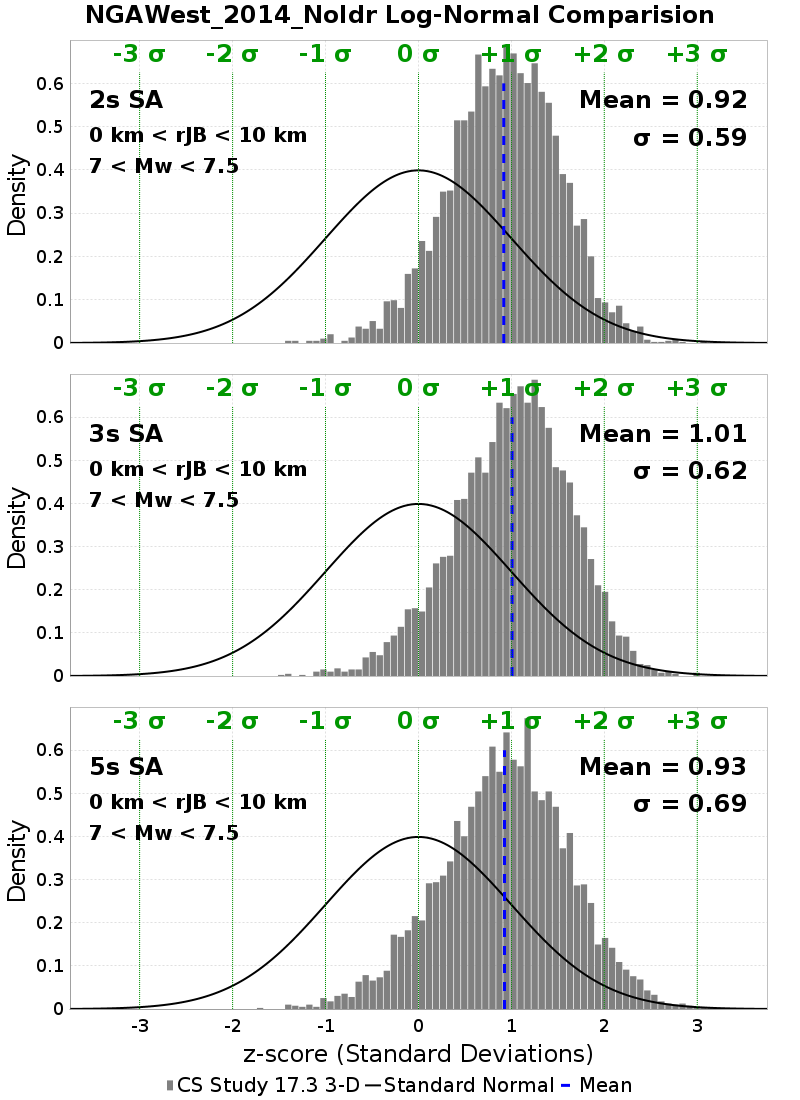 NGAWest_2014_NoIdr Log-Normal Comparision
-3 σ -2 σ -1 σ 0 σ +1 σ +2 σ +3 σ
0.6
0.5
0.4
0.3
0.2
0.1
0
Density
2s SA
0 km < rJB < 10 km
7 < Mw < 7.5
Mean = 0.92
σ = 0.59
-3 σ -2 σ -1 σ 0 σ +1 σ +2 σ +3 σ
0.6
0.5
0.4
0.3
0.2
0.1
0
Density
3s SA
0 km < rJB < 10 km
7 < Mw < 7.5
Mean = 1.01
σ = 0.62
-3 σ -2 σ -1 σ 0 σ +1 σ +2 σ +3 σ
0.6
0.5
0.4
0.3
0.2
0.1
0
Density
5s SA
0 km < rJB < 10 km
7 < Mw < 7.5
Mean = 0.93
σ = 0.69
-3 -2 -1 0 1 2 3
z-score (Standard Deviations)
CS Study 17.3 3-D Standard Normal Mean